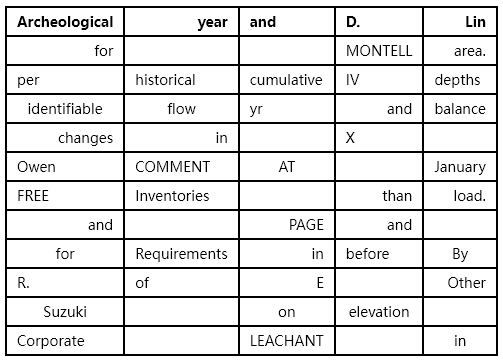 Archeological year and D. Lin
for MONTELL area.
per historical cumulative IV depths
identifiable flow yr and balance
changes in X
Owen COMMENT AT January
FREE Inventories than load.
and PAGE and
for Requirements in before By
R. of E Other
Suzuki on elevation
Corporate LEACHANT in